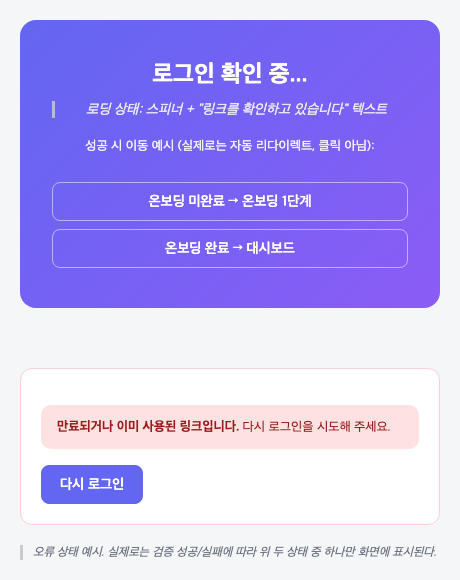 로그인 확인 중...
로딩 상태: 스피너 + "링크를 확인하고 있습니다" 텍스트
성공 시 이동 예시 (실제로는 자동 리다이렉트, 클릭 아님):
온보딩 미완료 → 온보딩 1단계
온보딩 완료 → 대시보드
만료되거나 이미 사용된 링크입니다. 다시 로그인을 시도해 주세요.
다시 로그인
오류 상태 예시. 실제로는 검증 성공/실패에 따라 위 두 상태 중 하나만 화면에 표시된다.